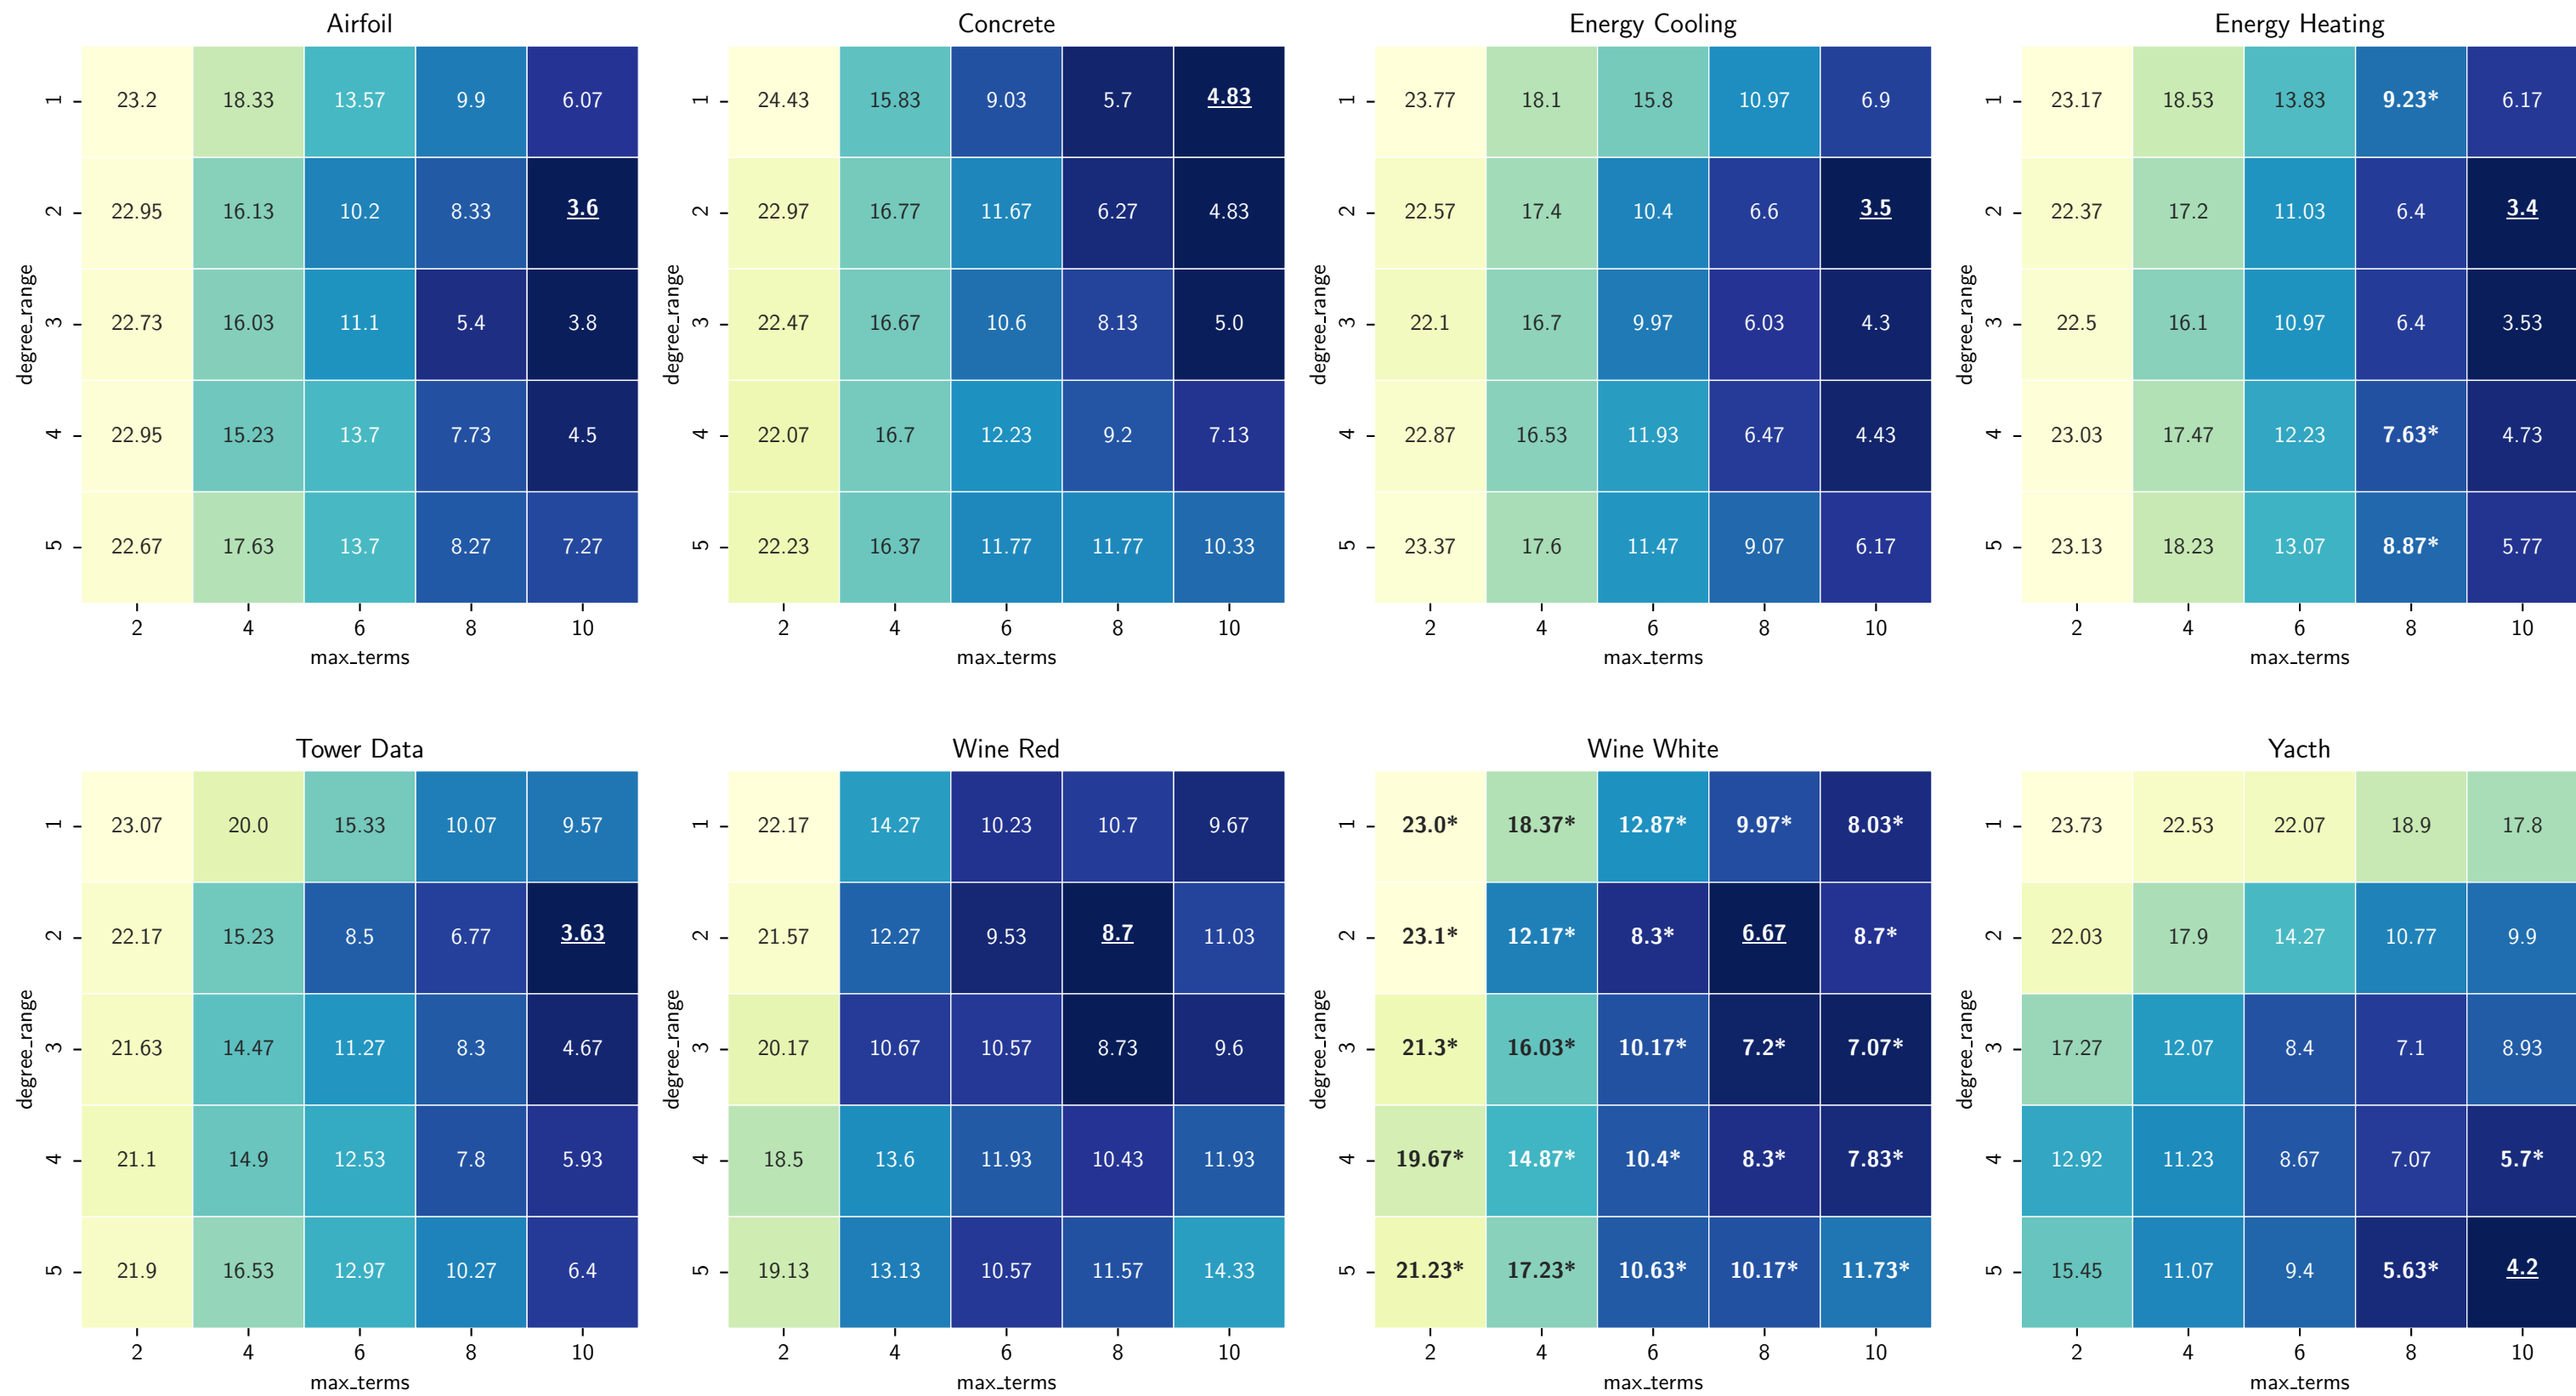 Airfoil Concrete Energy Cooling Energy Heating
1 23.2 18.33 13.57 9.9 6.07 1 24.43 15.83 9.03 5.7 4.83 1 23.77 18.1 15.8 10.97 6.9 1 23.17 18.53 13.83 9.23* 6.17
2 22.95 16.13 10.2 8.33 3.6 2 22.97 16.77 11.67 6.27 4.83 2 22.57 17.4 10.4 6.6 3.5 2 22.37 17.2 11.03 6.4 3.4
degree_range degree_range degree_range degree_range
3 22.73 16.03 11.1 5.4 3.8 3 22.47 16.67 10.6 8.13 5.0 3 22.1 16.7 9.97 6.03 4.3 3 22.5 16.1 10.97 6.4 3.53
4 22.95 15.23 13.7 7.73 4.5 4 22.07 16.7 12.23 9.2 7.13 4 22.87 16.53 11.93 6.47 4.43 4 23.03 17.47 12.23 7.63* 4.73
5 22.67 17.63 13.7 8.27 7.27 5 22.23 16.37 11.77 11.77 10.33 5 23.37 17.6 11.47 9.07 6.17 5 23.13 18.23 13.07 8.87* 5.77
2 4 6 8 10 2 4 6 8 10 2 4 6 8 10 2 4 6 8 10
max_terms max_terms max_terms max_terms
Tower Data Wine Red Wine White Yacth
1 23.07 20.0 15.33 10.07 9.57 1 22.17 14.27 10.23 10.7 9.67 1 23.0* 18.37* 12.87* 9.97* 8.03* 1 23.73 22.53 22.07 18.9 17.8
2 22.17 15.23 8.5 6.77 3.63 2 21.57 12.27 9.53 8.7 11.03 2 23.1* 12.17* 8.3* 6.67 8.7* 2 22.03 17.9 14.27 10.77 9.9
degree_range degree_range degree_range degree_range
3 21.63 14.47 11.27 8.3 4.67 3 20.17 10.67 10.57 8.73 9.6 3 21.3* 16.03* 10.17* 7.2* 7.07* 3 17.27 12.07 8.4 7.1 8.93
4 21.1 14.9 12.53 7.8 5.93 4 18.5 13.6 11.93 10.43 11.93 4 19.67* 14.87* 10.4* 8.3* 7.83* 4 12.92 11.23 8.67 7.07 5.7*
5 21.9 16.53 12.97 10.27 6.4 5 19.13 13.13 10.57 11.57 14.33 5 21.23* 17.23* 10.63* 10.17* 11.73* 5 15.45 11.07 9.4 5.63* 4.2
2 4 6 8 10 2 4 6 8 10 2 4 6 8 10 2 4 6 8 10
max_terms max_terms max_terms max_terms